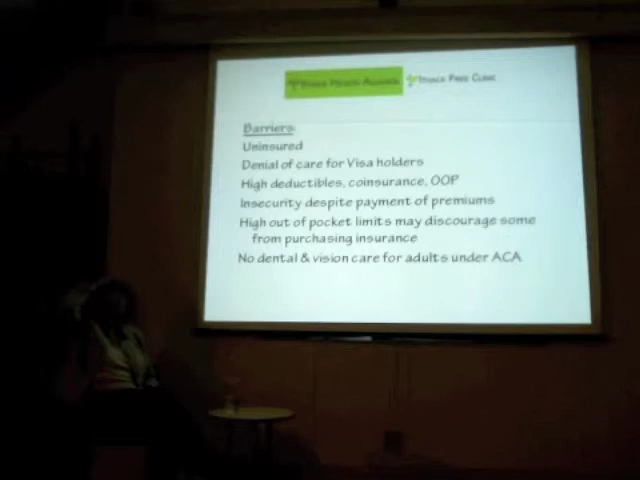 Ithaca Health Alliance Ithaca Free Clinic
Barriers:
Uninsured
Denial of care for Visa holders
High deductibles, coinsurance, OOP
Insecurity despite payment of premiums
High out of pocket limits may discourage some
from purchasing insurance
No dental & vision care for adults under ACA